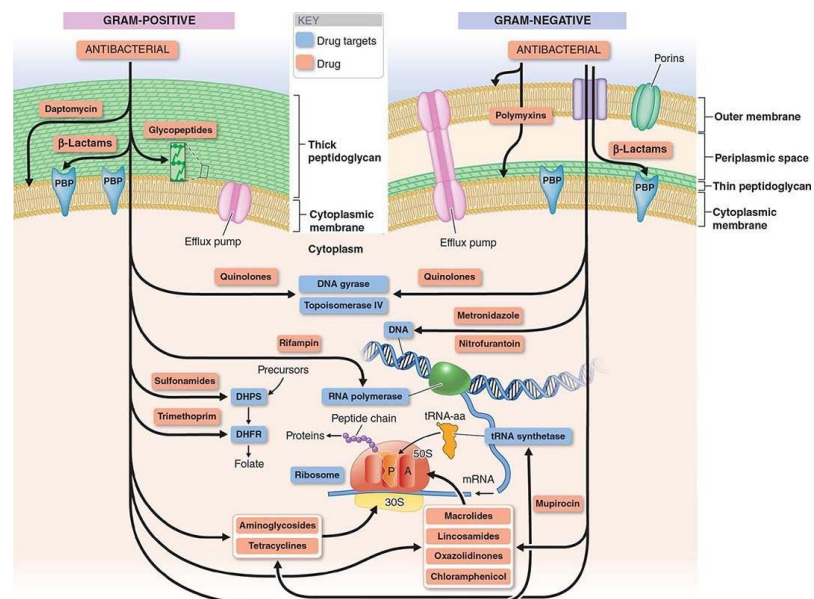 GRAM-POSITIVE
KEY
Drug targets
Drug
GRAM-NEGATIVE
ANTIBACTERIAL
ANTIBACTERIAL
Porins
Daptomycin
β-Lactams
Glycopeptides
PBP
PBP
Efflux pump
Thick
peptidoglycan
Cytoplasmic
membrane
Cytoplasm
Polymyxins
β-Lactams
PBP
PBP
Efflux pump
Outer membrane
Periplasmic space
Thin peptidoglycan
Cytoplasmic
membrane
Quinolones
DNA gyrase
Topoisomerase IV
Quinolones
Metronidazole
DNA
Nitrofurantoin
Rifampin
Sulfonamides
Precursors
DHPS
RNA polymerase
Trimethoprim
DHFR
Folate
Peptide chain
Proteins
tRNA-aa
tRNA synthetase
50S
P
A
Ribosome
mRNA
30S
Mupirocin
Aminoglycosides
Tetracyclines
Macrolides
Lincosamides
Oxazolidinones
Chloramphenicol